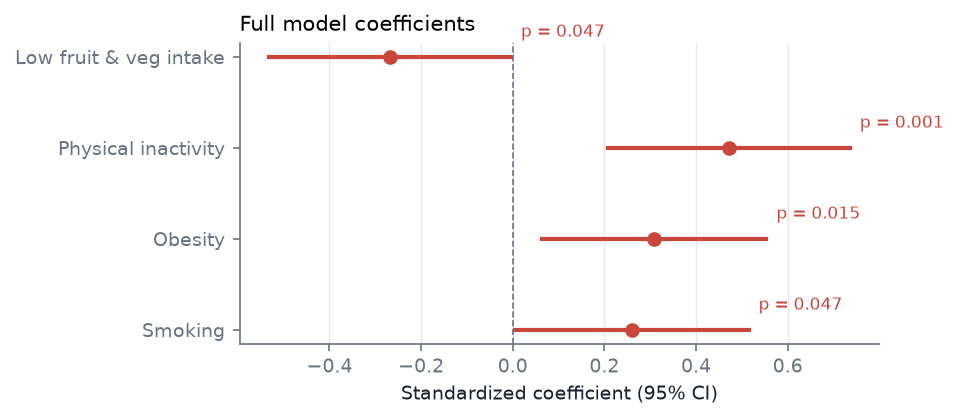 Full model coefficients
p = 0.047
Low fruit & veg intake
p = 0.001
Physical inactivity
p = 0.015
Obesity
p = 0.047
Smoking
−0.4 −0.2 0.0 0.2 0.4 0.6
Standardized coefficient (95% CI)